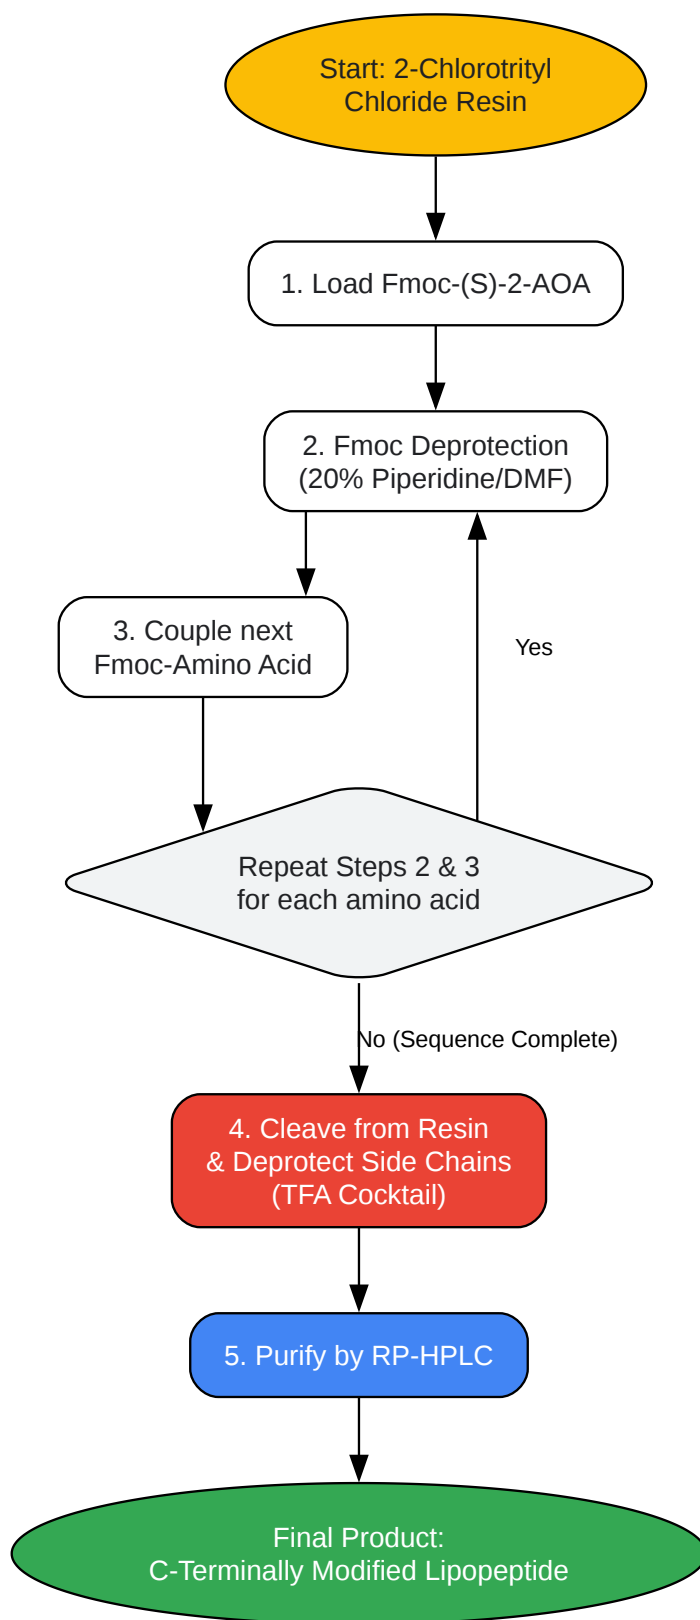 Start: 2-Chlorotrityl
Chloride Resin
1. Load Fmoc-(S)-2-AOA
2. Fmoc Deprotection
(20% Piperidine/DMF)
3. Couple next
Fmoc-Amino Acid
Yes
Repeat Steps 2 & 3
for each amino acid
No (Sequence Complete)
4. Cleave from Resin
& Deprotect Side Chains
(TFA Cocktail)
5. Purify by RP-HPLC
Final Product:
C-Terminally Modified Lipopeptide